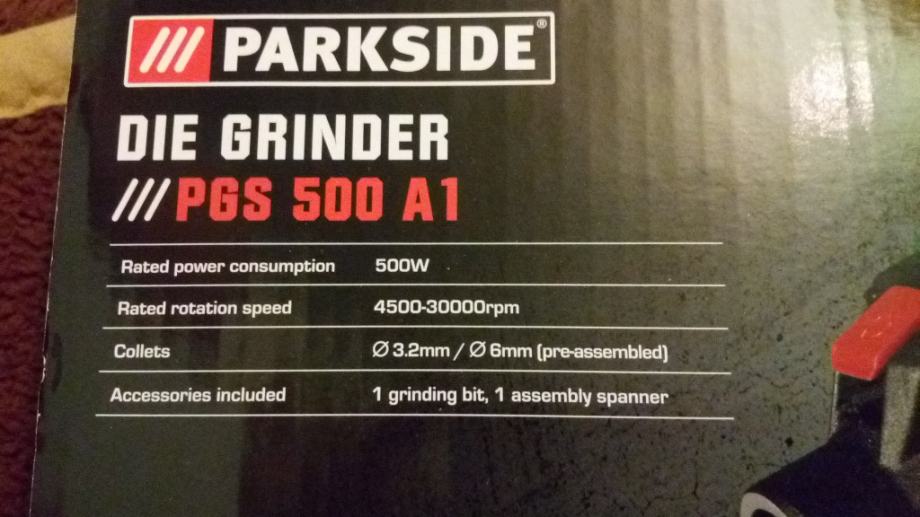 PARKSIDE®
DIE GRINDER
///PGS 500 A1
Rated power consumption 500W
Rated rotation speed 4500-30000rpm
Collets Ø 3.2mm / Ø 6mm (pre-assembled)
Accessories included 1 grinding bit, 1 assembly spanner